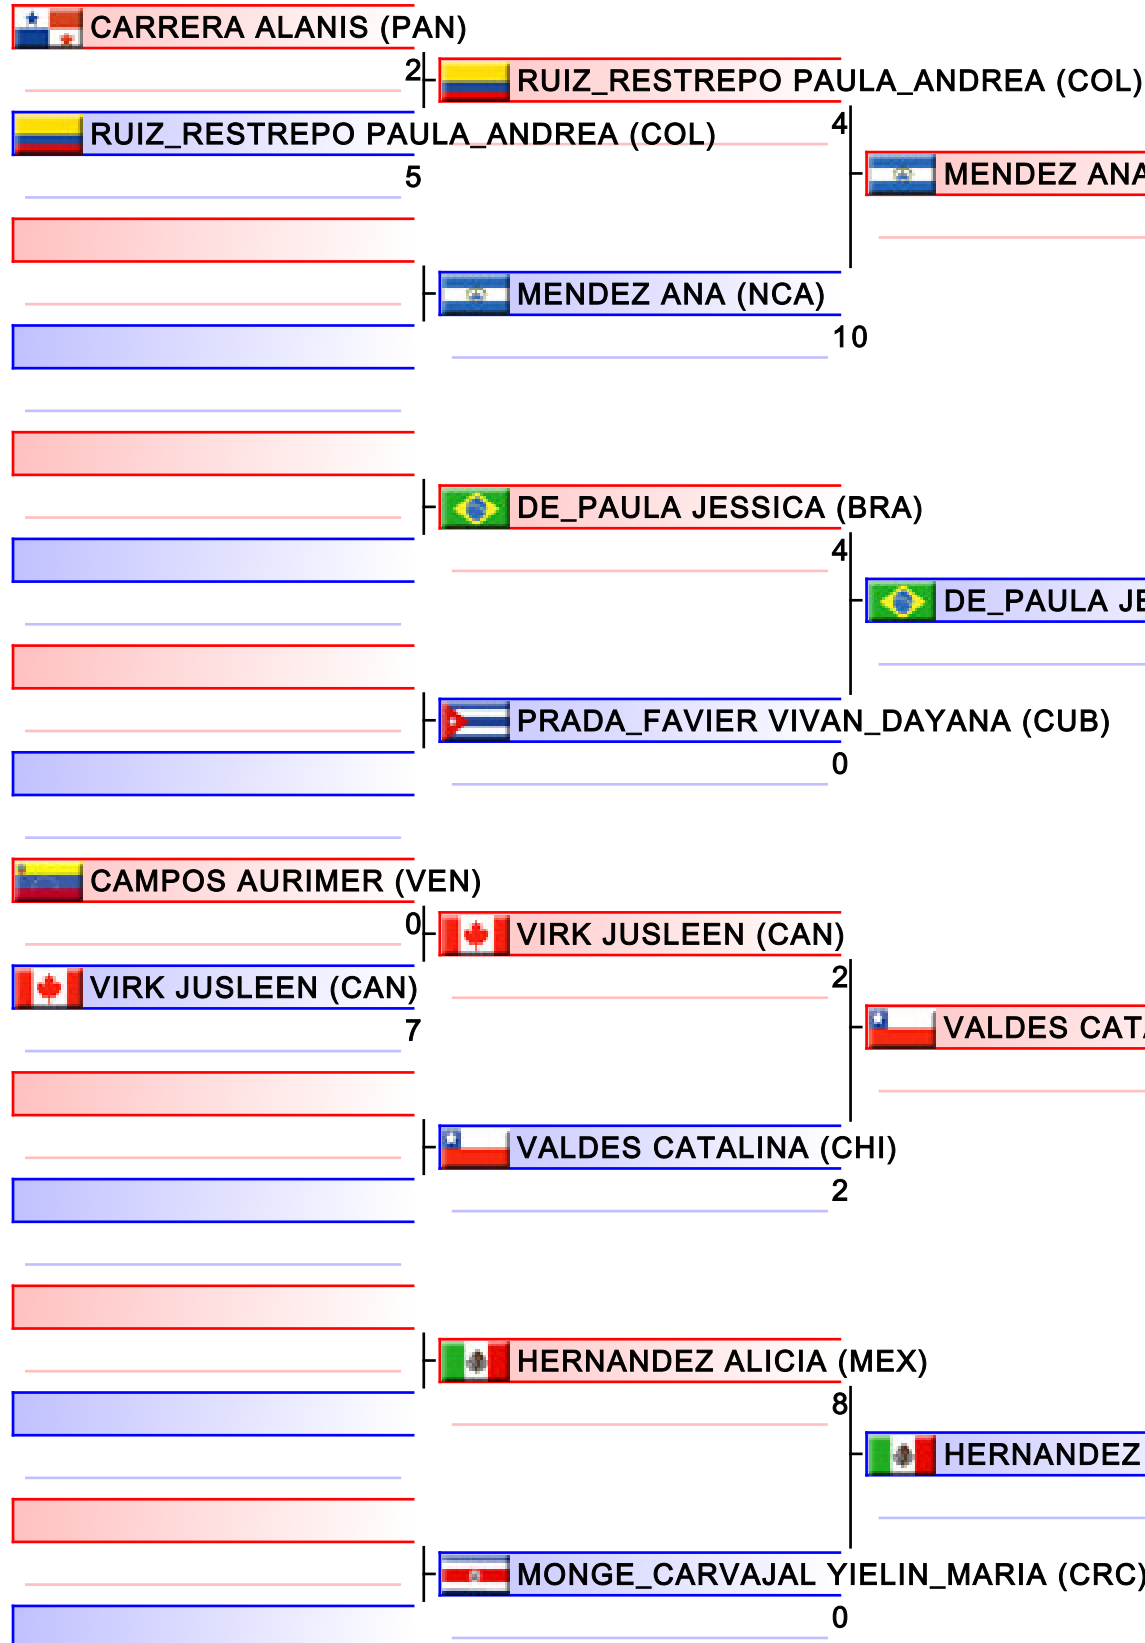 CARRERA ALANIS (PAN)
2
RUIZ_RESTREPO PAULA_ANDREA (COL)
4
RUIZ_RESTREPO PAULA_ANDREA (COL)
5
MENDEZ ANA
MENDEZ ANA (NCA)
10
DE_PAULA JESSICA (BRA)
4
DE_PAULA JE
PRADA_FAVIER VIVAN_DAYANA (CUB)
0
CAMPOS AURIMER (VEN)
0
VIRK JUSLEEN (CAN)
2
VIRK JUSLEEN (CAN)
7
VALDES CATA
VALDES CATALINA (CHI)
2
HERNANDEZ ALICIA (MEX)
8
HERNANDEZ
MONGE_CARVAJAL YIELIN_MARIA (CRC)
0